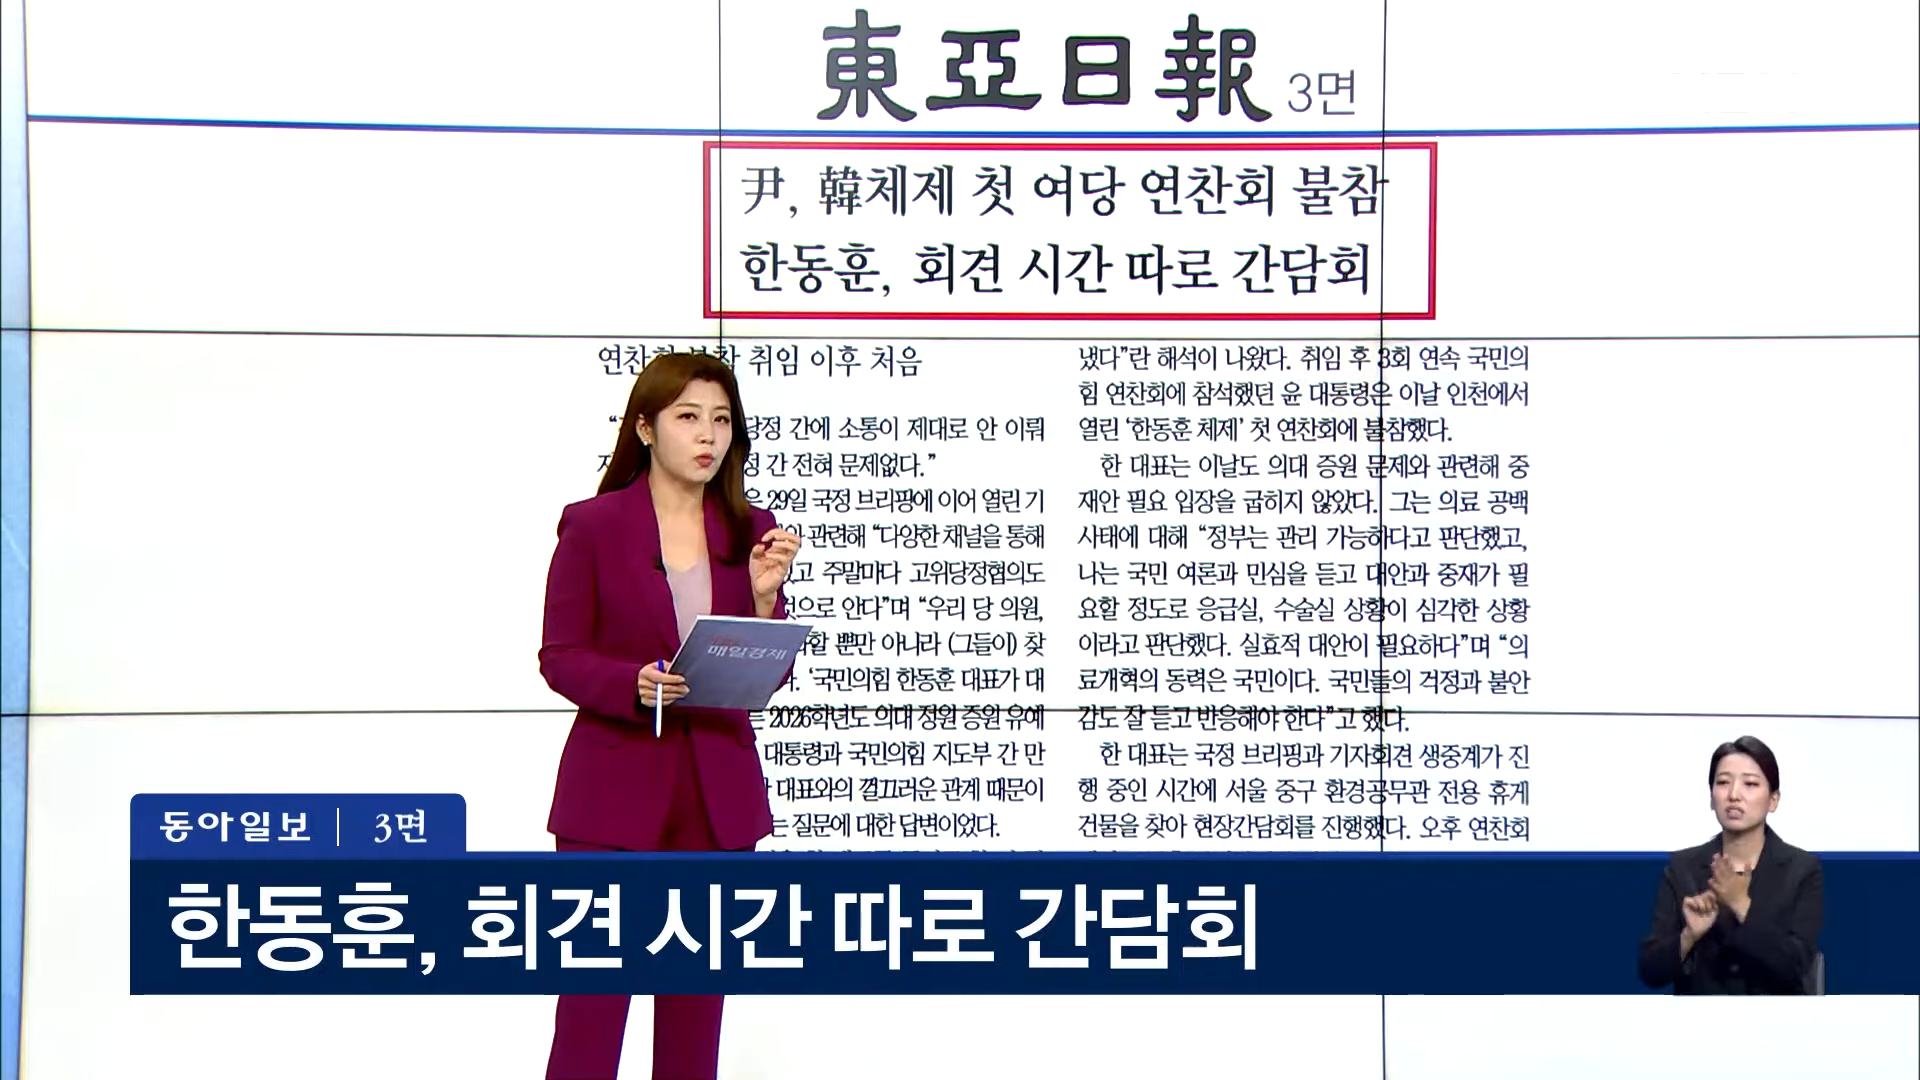 東亞日報 3면
尹, 韓체제 첫 여당 연찬회 불참
한동훈, 회견 시간 따로 간담회
연찬회 불참 취임 이후 처음
당정 간에 소통이 제대로 안 이뤄
정 간 전혀 문제없다.”
은 29일 국정 브리핑에 이어 열린 기
관련해 “다양한 채널을 통해
있고 주말마다 고위당정협의도
것으로 안다”며 “우리 당 의원,
할 뿐만 아니라 (그들이) 찾
다. ‘국민의힘 한동훈 대표가 대
는 2026학년도 의대 정원 증원 유예
대통령과 국민의힘 지도부 간 만
대표와의 껄끄러운 관계 때문이
는 질문에 대한 답변이었다.
냈다”란 해석이 나왔다. 취임 후 3회 연속 국민의
힘 연찬회에 참석했던 윤 대통령은 이날 인천에서
열린 ‘한동훈 체제’ 첫 연찬회에 불참했다.
한 대표는 이날도 의대 증원 문제와 관련해 중
재안 필요 입장을 굽히지 않았다. 그는 의료 공백
사태에 대해 “정부는 관리 가능하다고 판단했고,
나는 국민 여론과 민심을 듣고 대안과 중재가 필
요할 정도로 응급실, 수술실 상황이 심각한 상황
이라고 판단했다. 실효적 대안이 필요하다”며 “의
료개혁의 동력은 국민이다. 국민들의 걱정과 불안
감도 잘 듣고 반응해야 한다”고 했다.
한 대표는 국정 브리핑과 기자회견 생중계가 진
행 중인 시간에 서울 중구 환경공무관 전용 휴게
건물을 찾아 현장간담회를 진행했다. 오후 연찬회
매일경제
동아일보 | 3면
한동훈, 회견 시간 따로 간담회